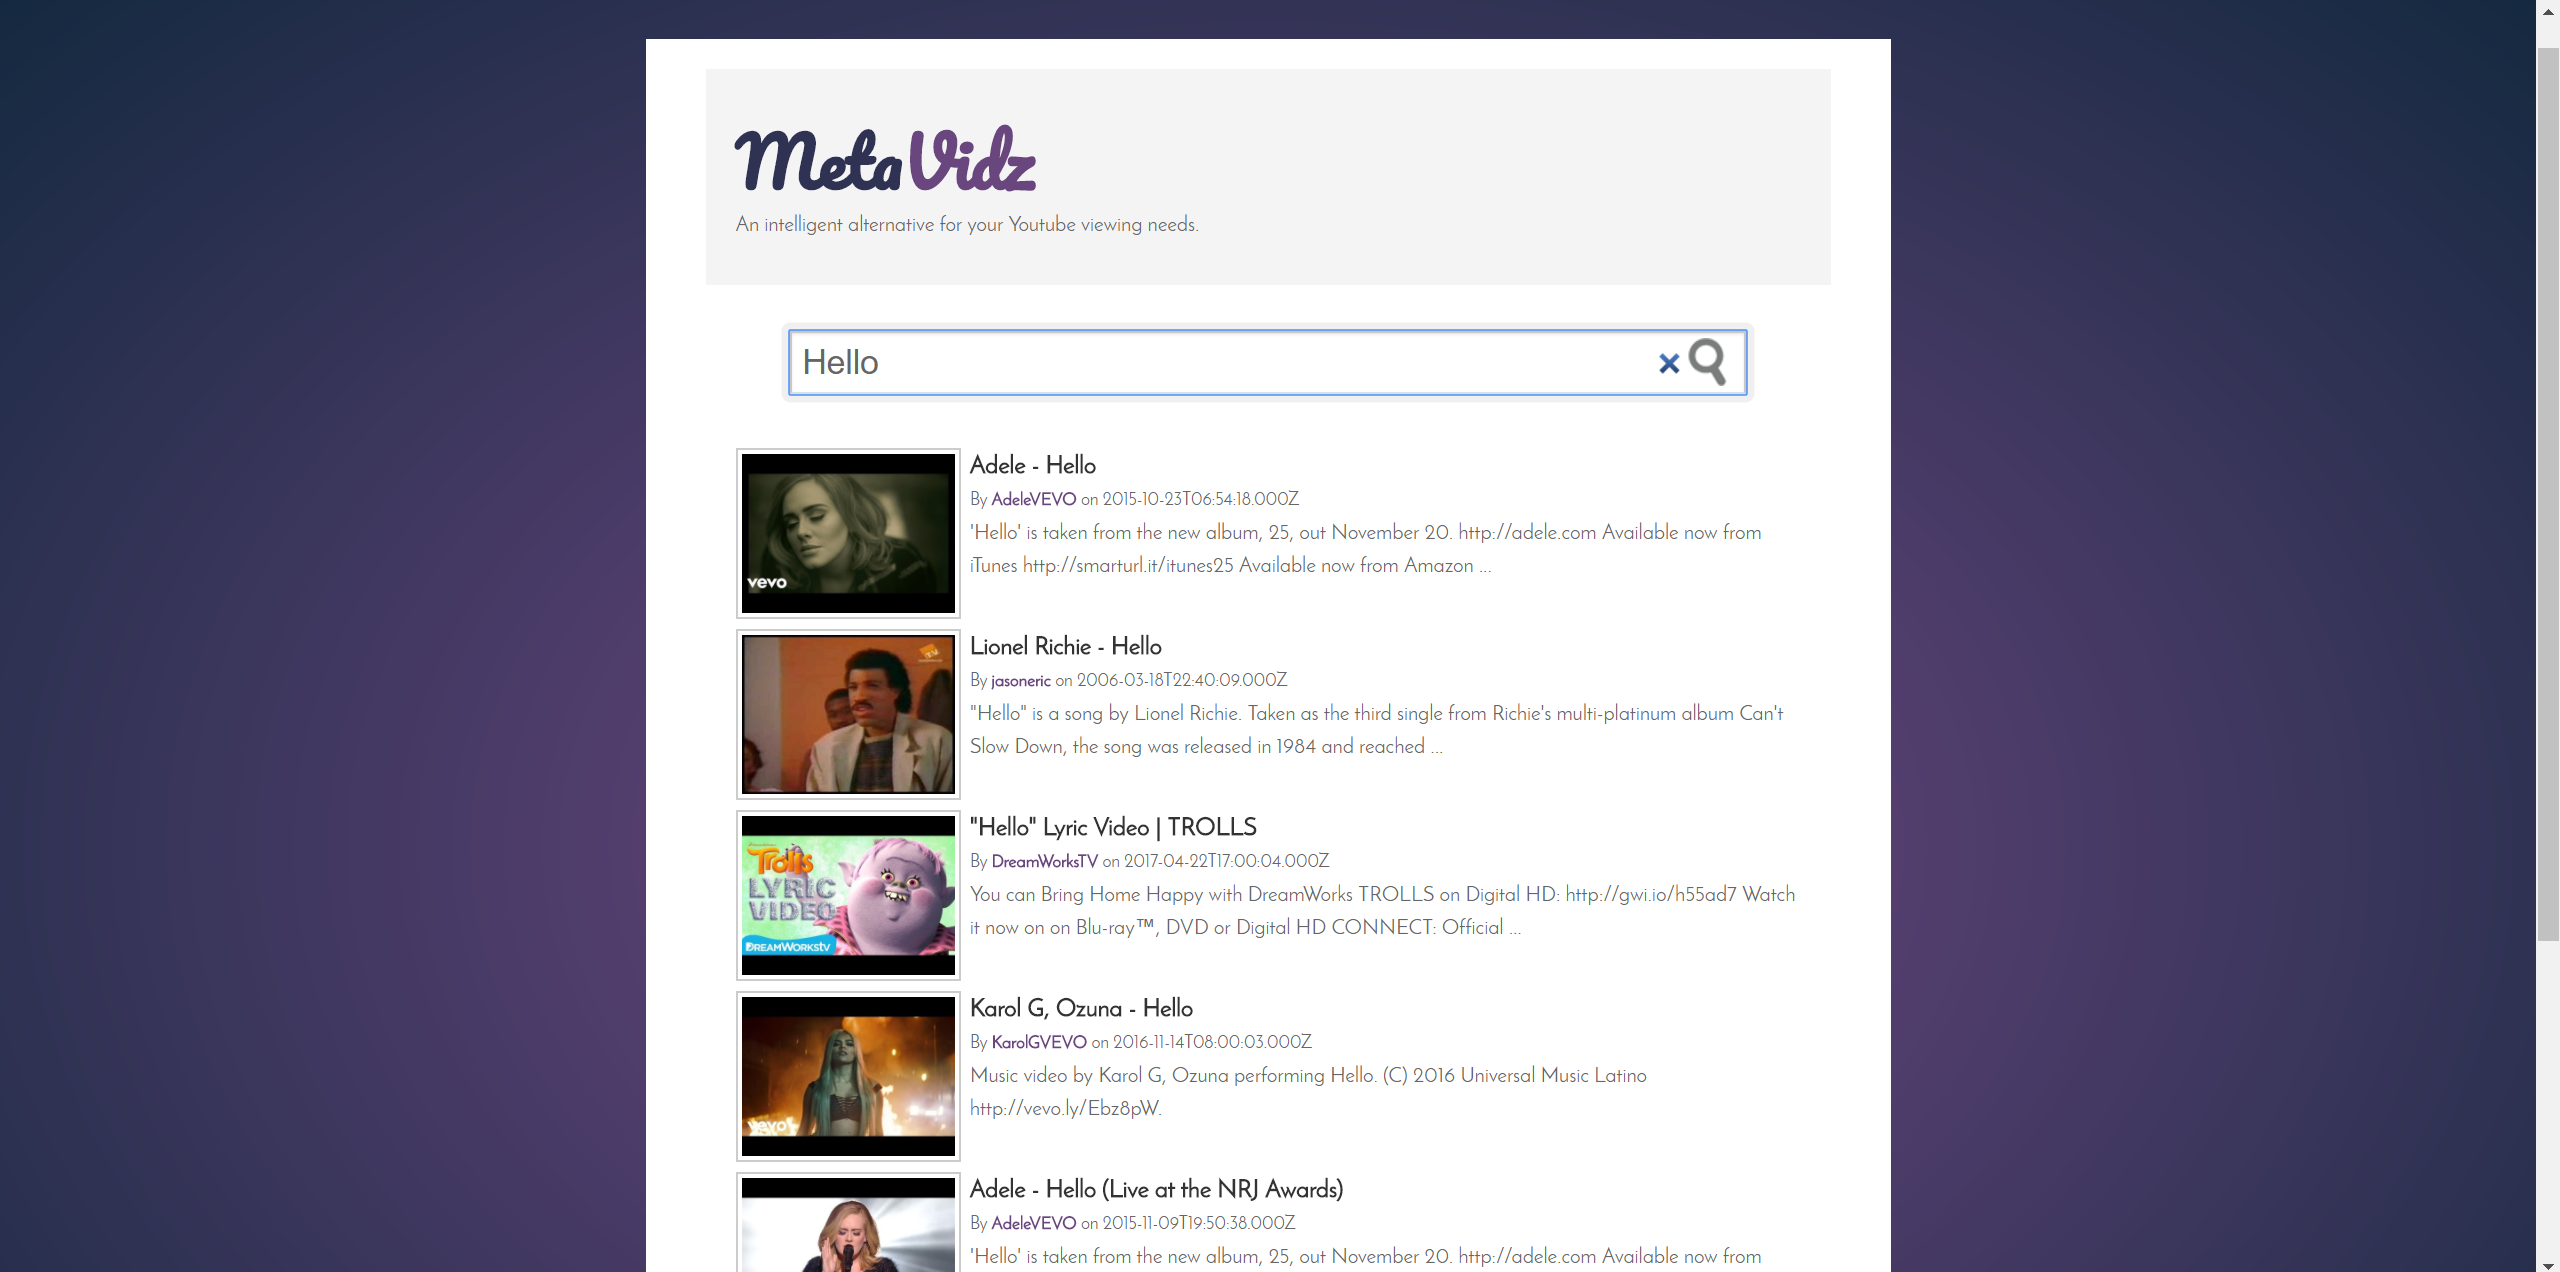 MetaVidz
An intelligent alternative for your Youtube viewing needs.
Hello
Adele - Hello
By AdeleVEVO on 2015-10-23T06:54:18.000Z
'Hello' is taken from the new album, 25, out November 20. http://adele.com Available now from
iTunes http://smarturl.it/itunes25 Available now from Amazon ...
vevo
Lionel Richie - Hello
By jasoneric on 2006-03-18T22:40:09.000Z
"Hello" is a song by Lionel Richie. Taken as the third single from Richie's multi-platinum album Can't
Slow Down, the song was released in 1984 and reached ...
"Hello" Lyric Video | TROLLS
By DreamWorksTV on 2017-04-22T17:00:04.000Z
You can Bring Home Happy with DreamWorks TROLLS on Digital HD: http://gwi.io/h55ad7 Watch
it now on on Blu-ray™, DVD or Digital HD CONNECT: Official ...
Trolls
LYRIC
VIDEO
DREAMWORKSTV
Karol G, Ozuna - Hello
By KarolGVEVO on 2016-11-14T08:00:03.000Z
Music video by Karol G, Ozuna performing Hello. (C) 2016 Universal Music Latino
http://vevo.ly/Ebz8pW.
vevo
Adele - Hello (Live at the NRJ Awards)
By AdeleVEVO on 2015-11-09T19:50:38.000Z
'Hello' is taken from the new album, 25, out November 20. http://adele.com Available now from